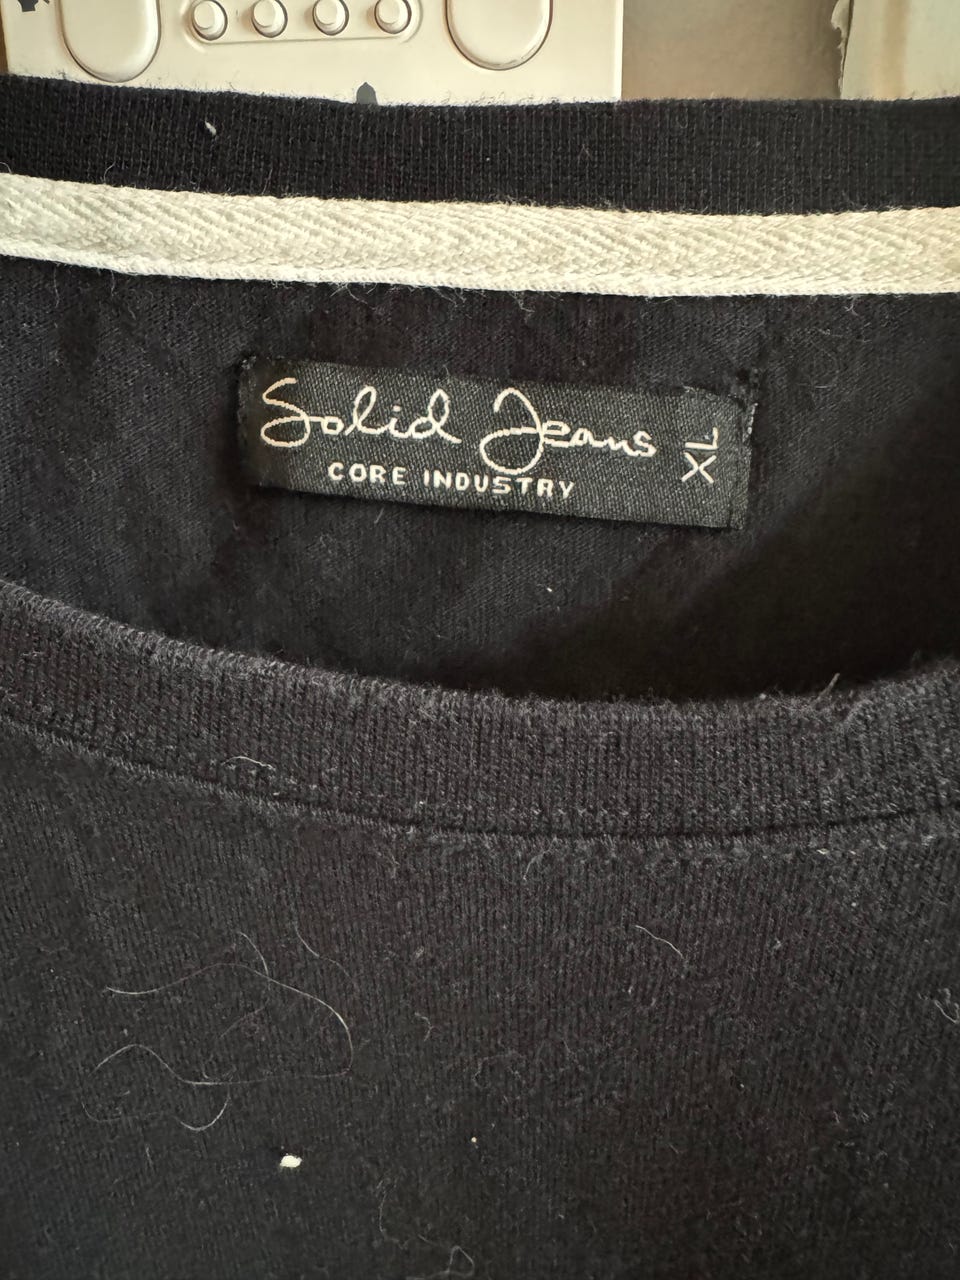 Solid Jeans
CORE INDUSTRY
XL